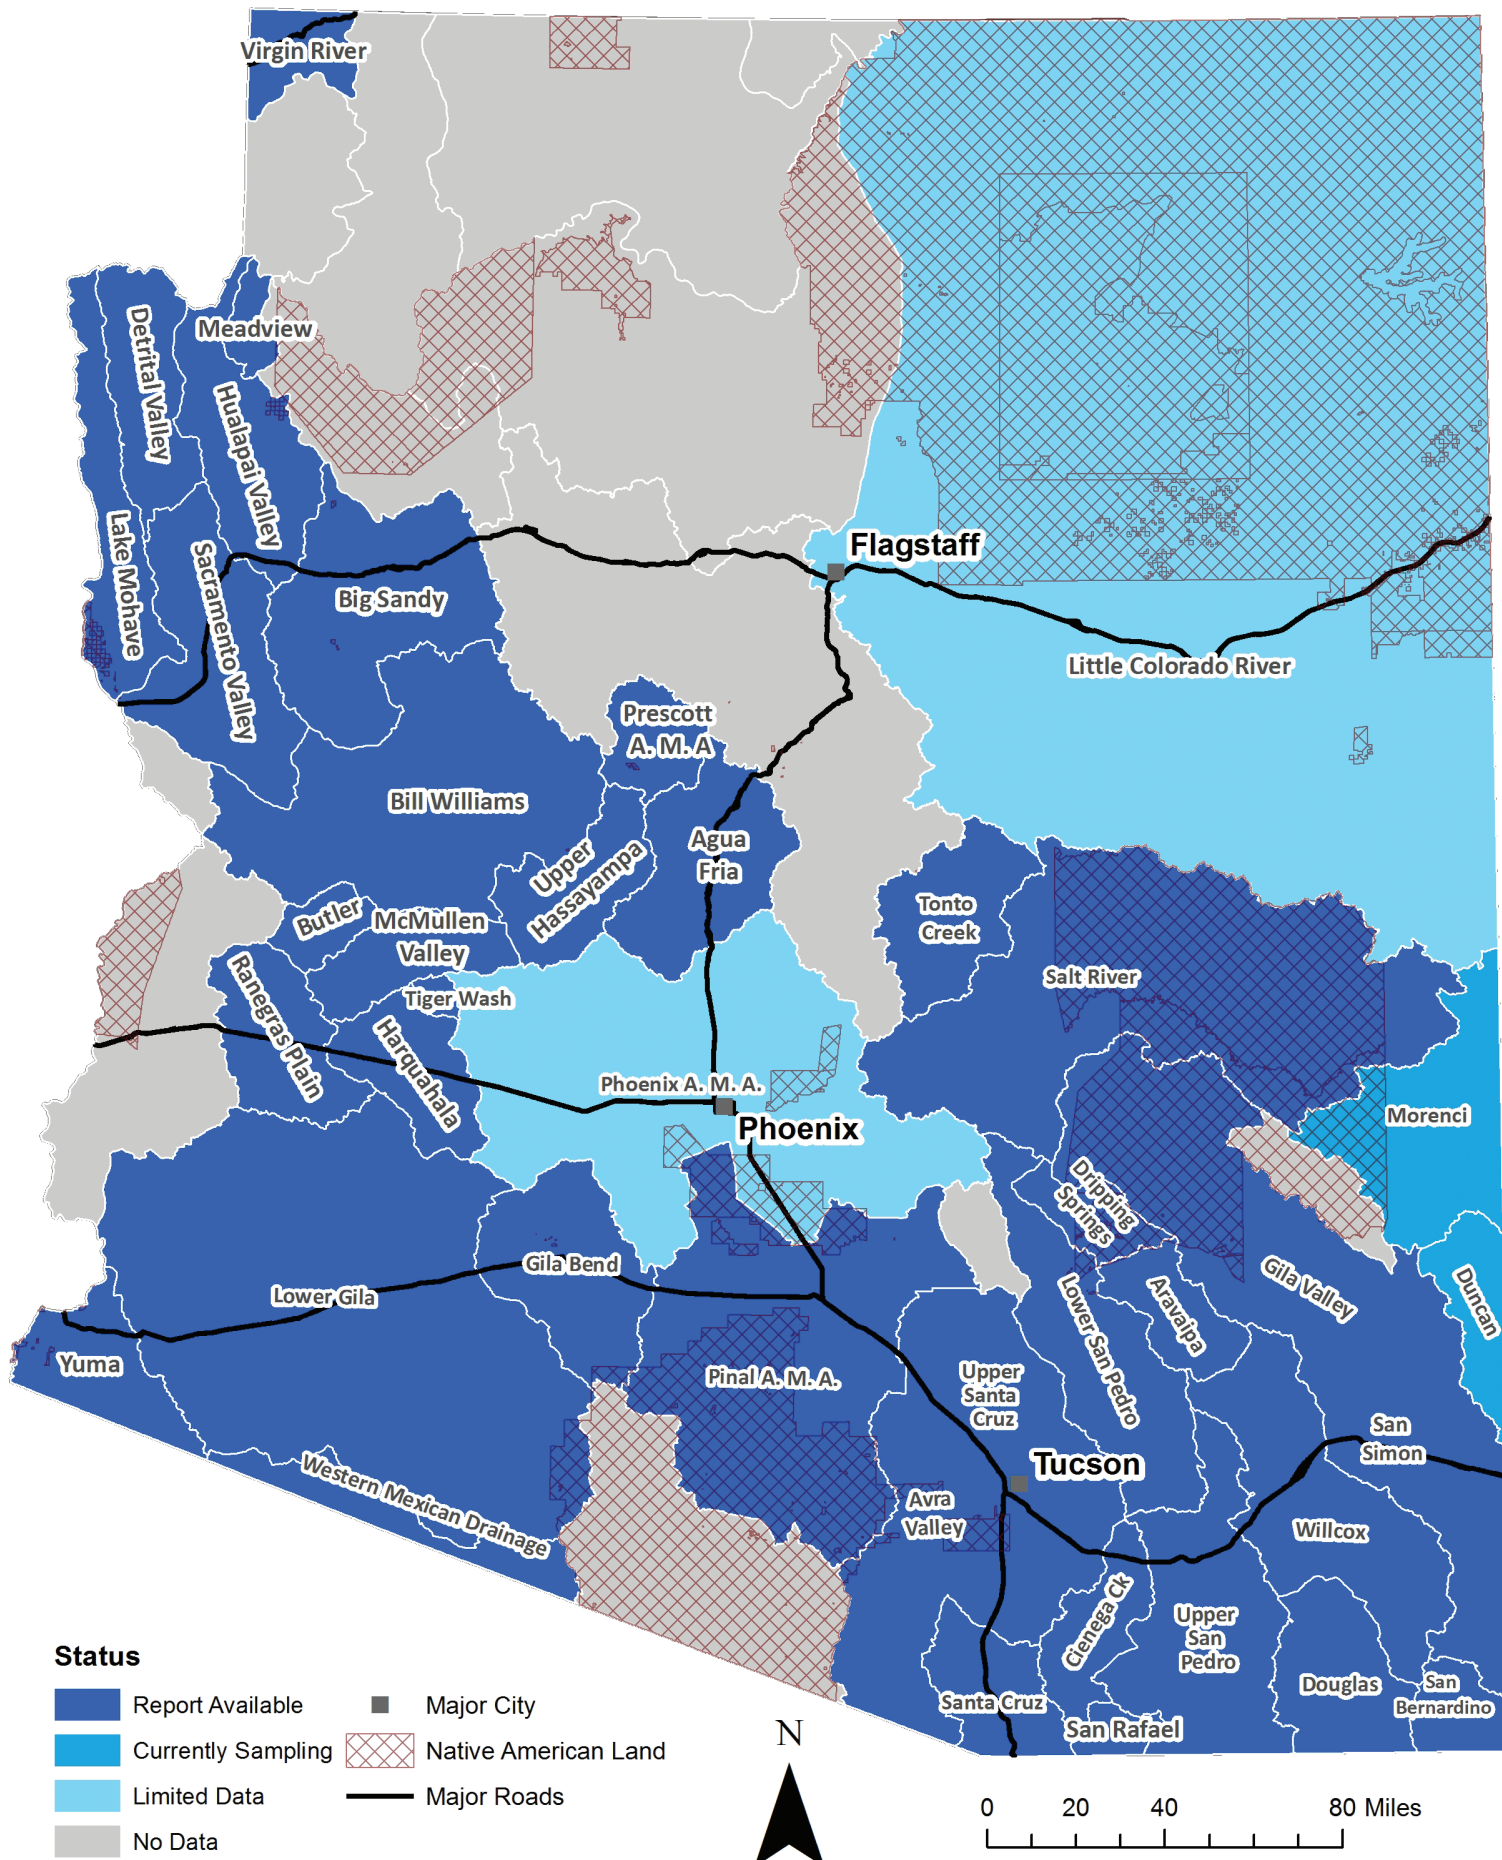 Virgin River
Meadview
Detrital Valley
Hualapai Valley
Lake Mohave
Sacramento Valley
Flagstaff
Big Sandy
Little Colorado River
Prescott
A. M. A
Bill Williams
Agua
Fria
Upper
Hassayampa
Butler
McMullen
Valley
Tonto
Creek
Salt River
Ranegras Plain
Tiger Wash
Harquahala
Phoenix A. M. A.
Phoenix
Morenci
Dripping
Springs
Gila Bend
Lower Gila
Lower San Pedro
Aravaipa
Gila Valley
Duncan
Yuma
Pinal A. M. A.
Upper
Santa
Cruz
San
Simon
Tucson
Western Mexican Drainage
Avra
Valley
Willcox
Cienega Ck
Upper
San
Pedro
Douglas
San
Bernardino
Santa Cruz
San Rafael
Status
Report Available
Currently Sampling
Limited Data
No Data
Major City
Native American Land
Major Roads
N
0 20 40 80 Miles